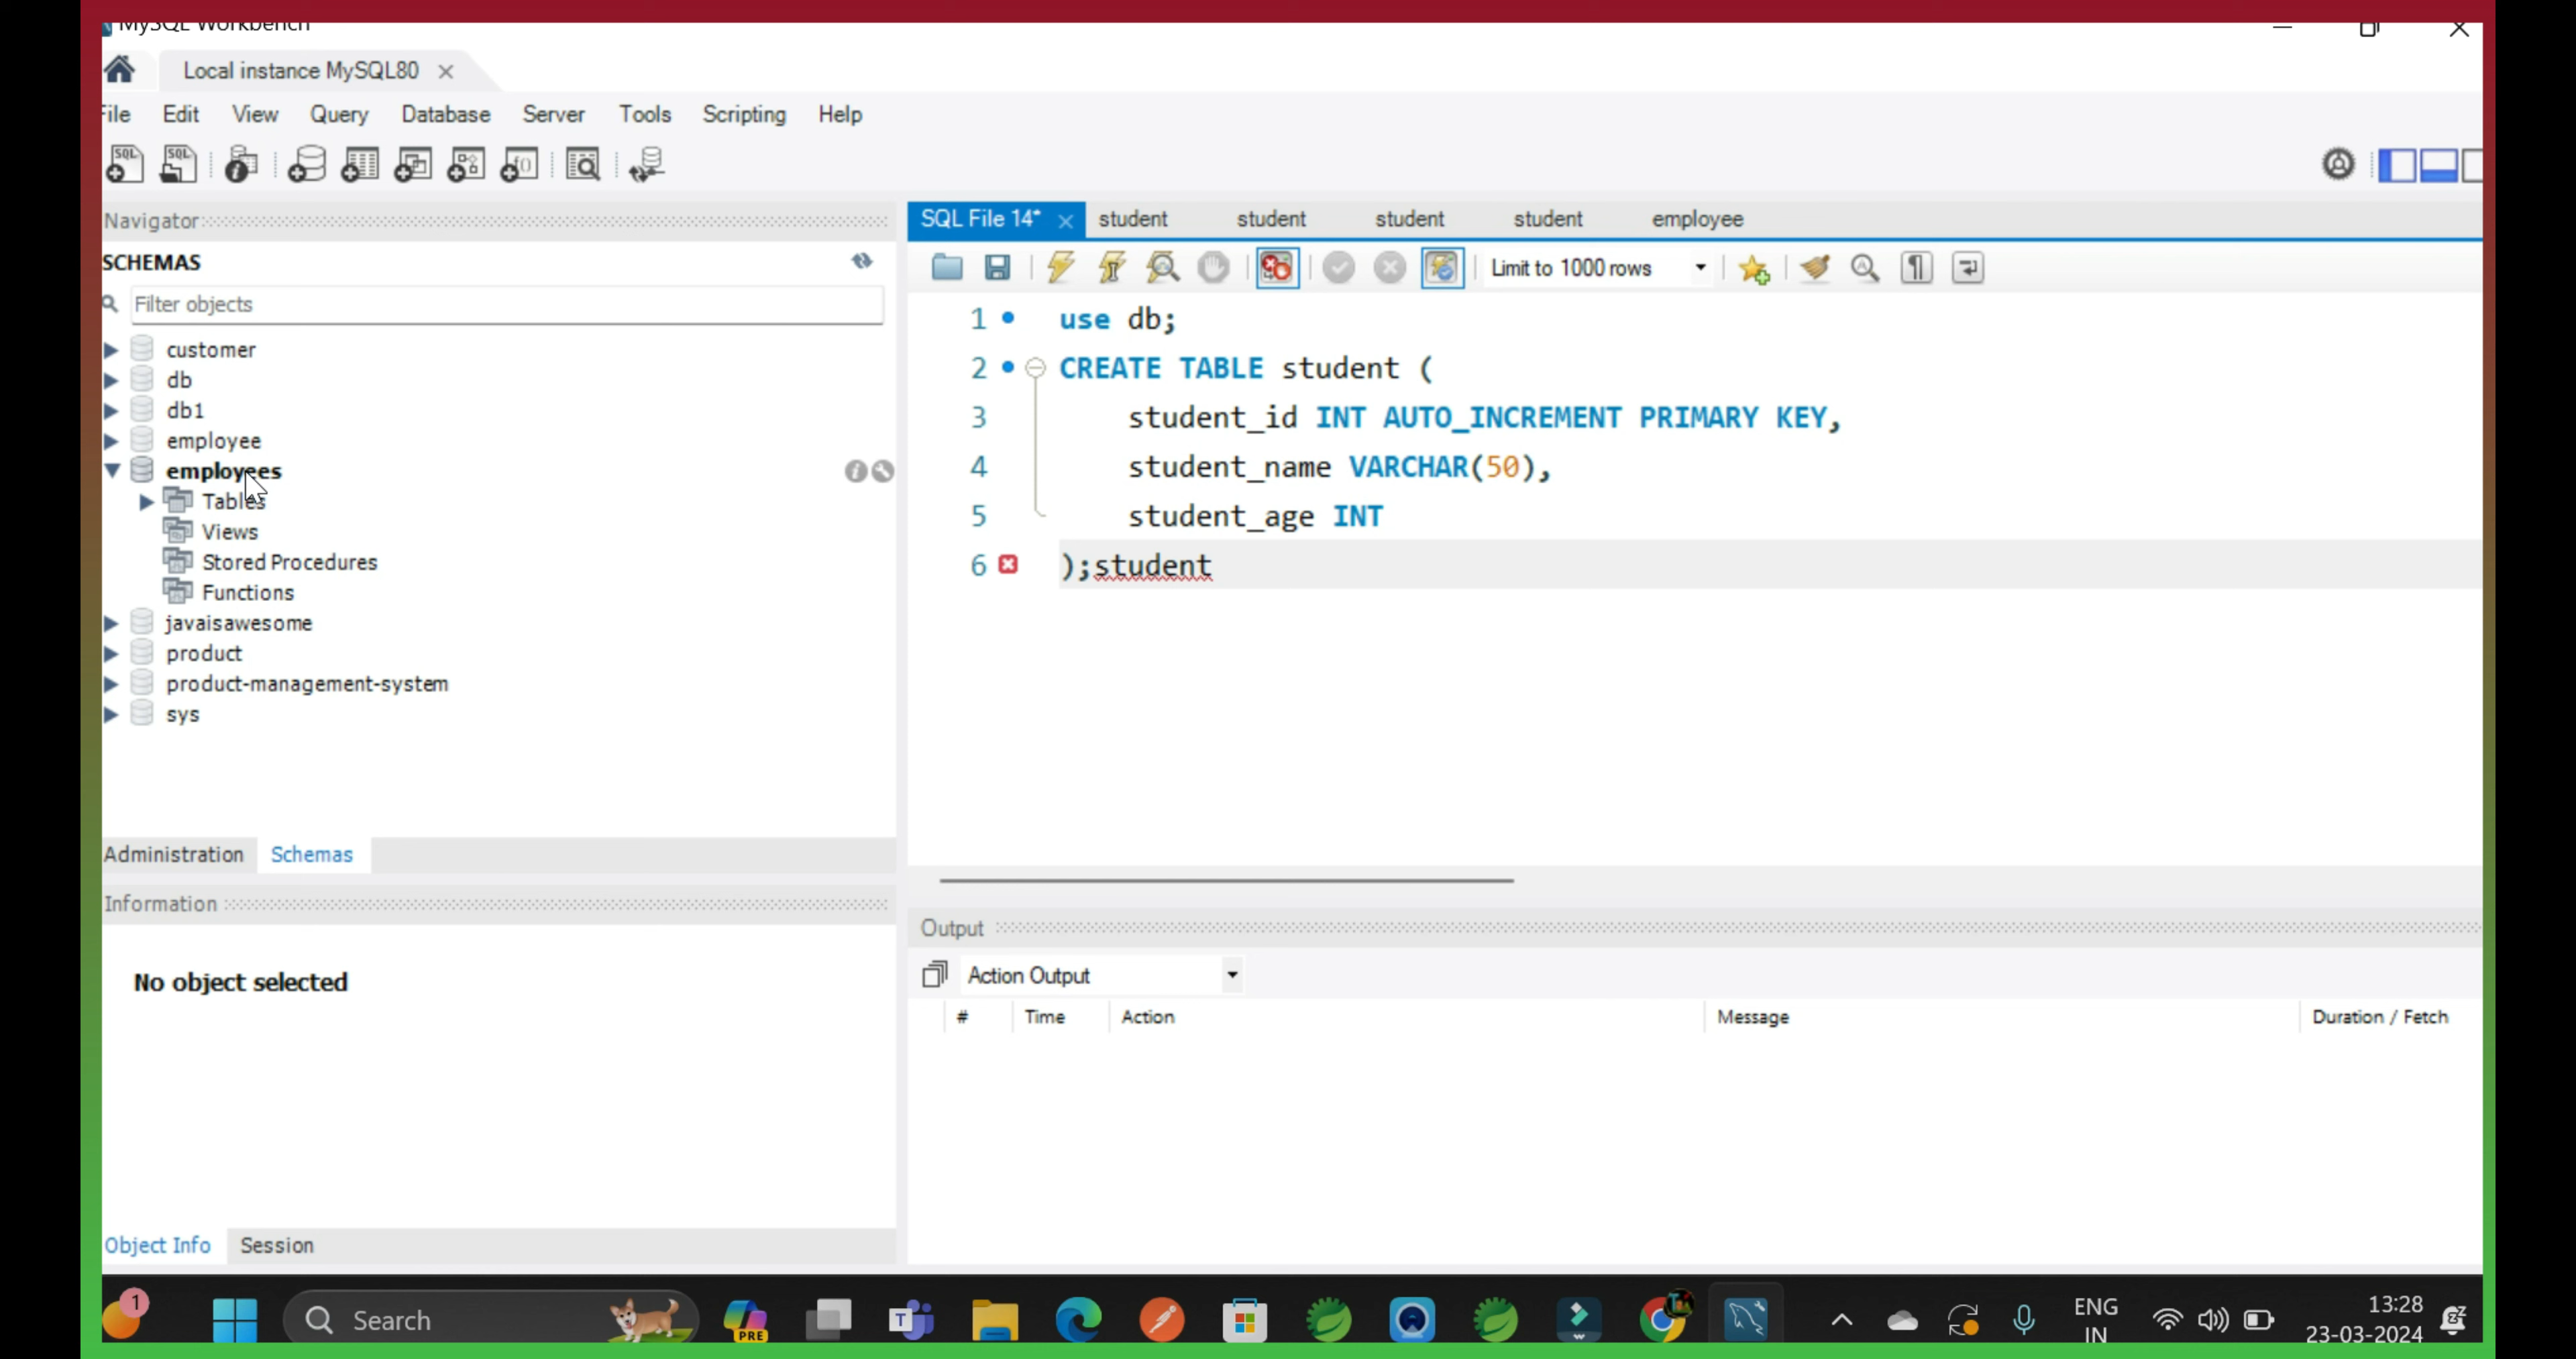 MySQL Workbench
Local instance MySQL80
File Edit View Query Database Server Tools Scripting Help
SQL SQL
Navigator
SCHEMAS
Filter objects
customer
db
db1
employee
employees
Tables
Views
Stored Procedures
Functions
javaisawesome
product
product-management-system
sys
Administration Schemas
Information
No object selected
Object Info Session
SQL File 14* student student student student employee
Limit to 1000 rows
1 use db;
2 CREATE TABLE student (
3 student_id INT AUTO_INCREMENT PRIMARY KEY,
4 student_name VARCHAR(50),
5 student_age INT
6 );student
Output
Action Output
# Time Action Message Duration / Fetch
1
Search
PRE
T
ENG
IN
13:28
23-03-2024